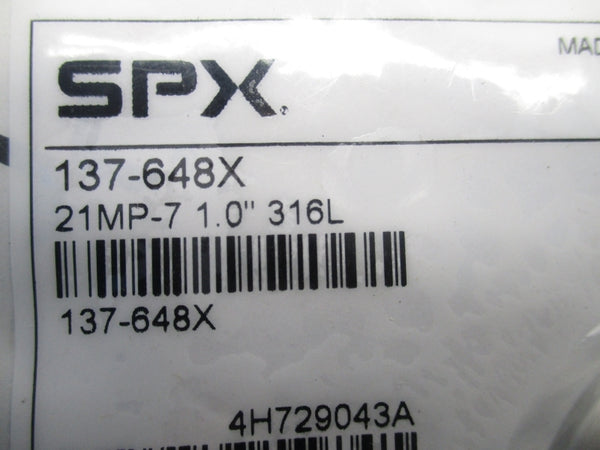 MAD
SPX
137-648X
21MP-7 1.0" 316L
137-648X
4H729043A